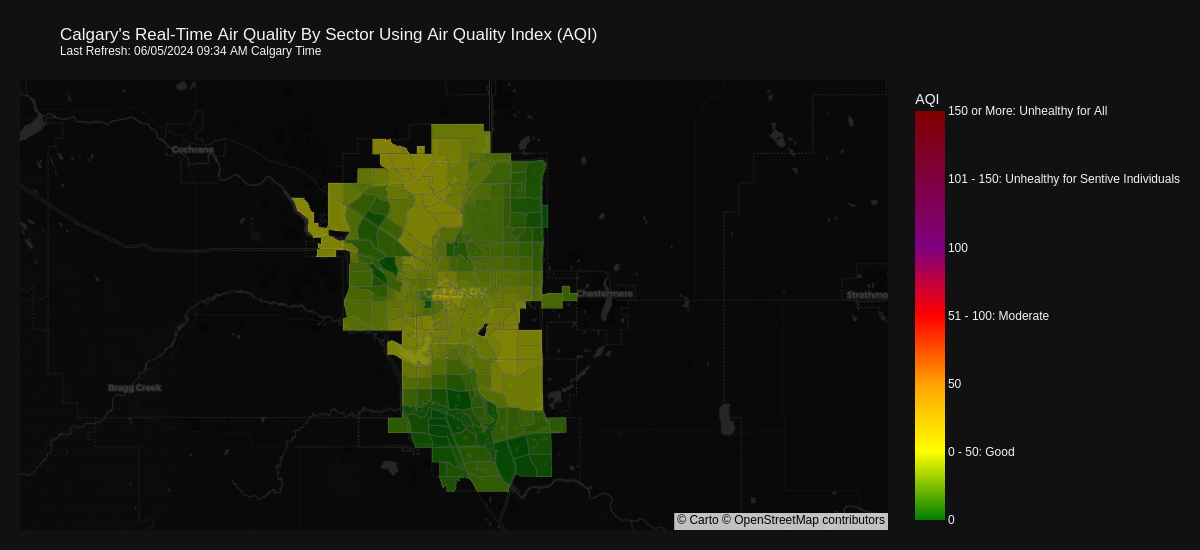 Calgary's Real-Time Air Quality By Sector Using Air Quality Index (AQI)
Last Refresh: 06/05/2024 09:34 AM Calgary Time
AQI
150 or More: Unhealthy for All
101 - 150: Unhealthy for Sentive Individuals
100
51 - 100: Moderate
50
0 - 50: Good
0
Cochrane
CALGARY
Chestermere
Strathmo
Bragg Creek
© Carto © OpenStreetMap contributors